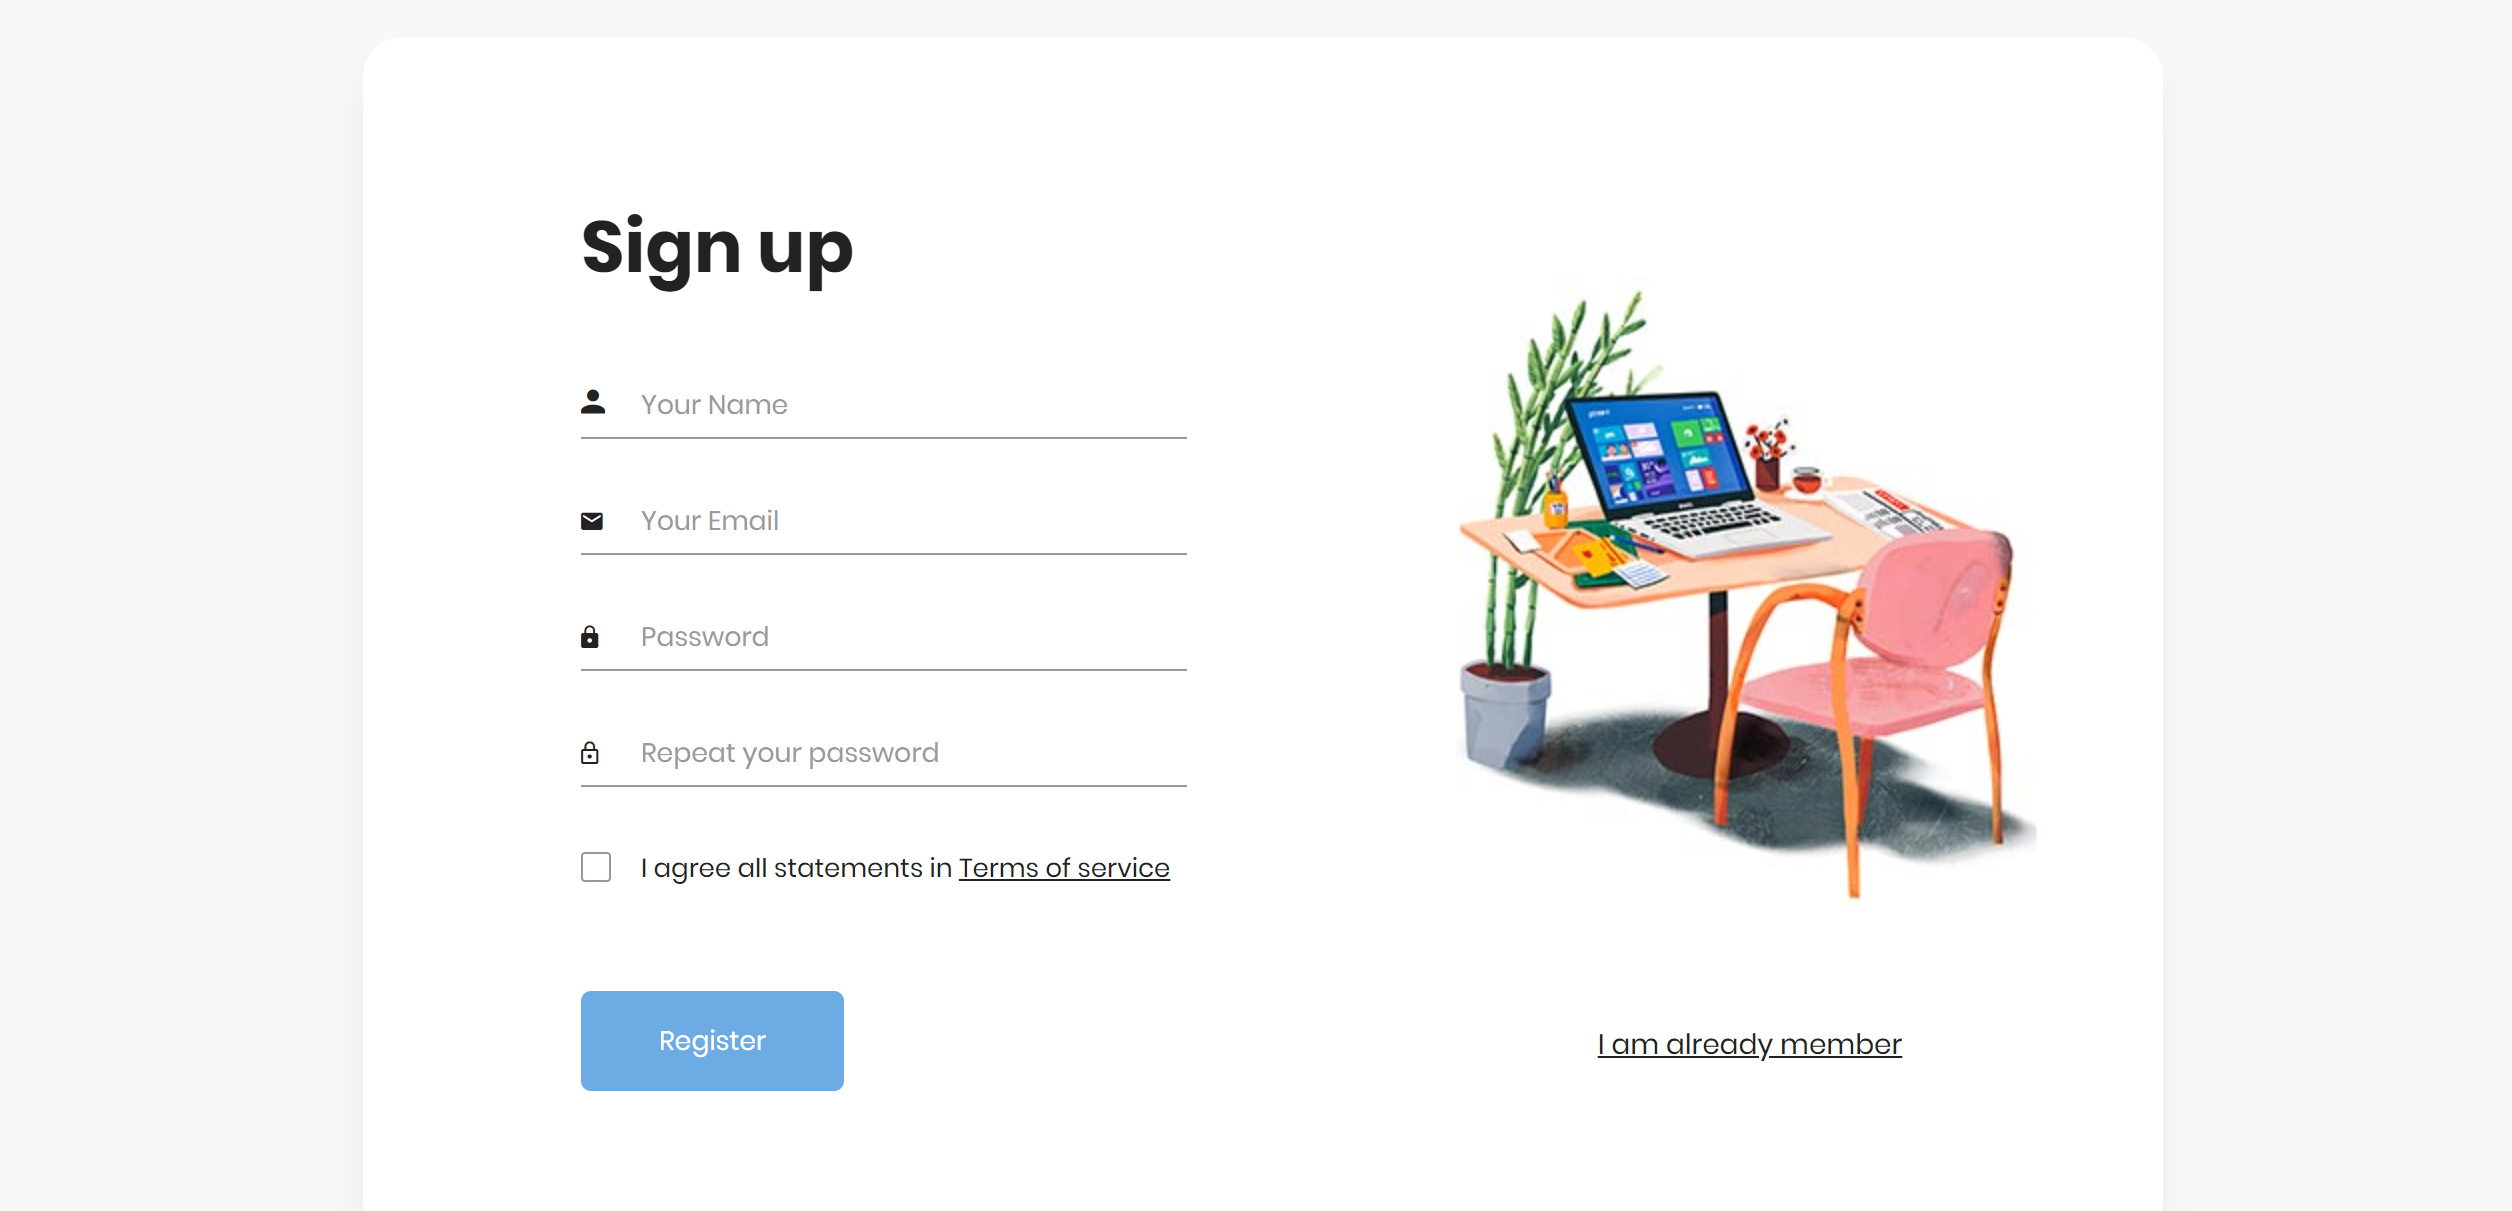 Sign up
Your Name
Your Email
Password
Repeat your password
I agree all statements in Terms of service
Register
I am already member